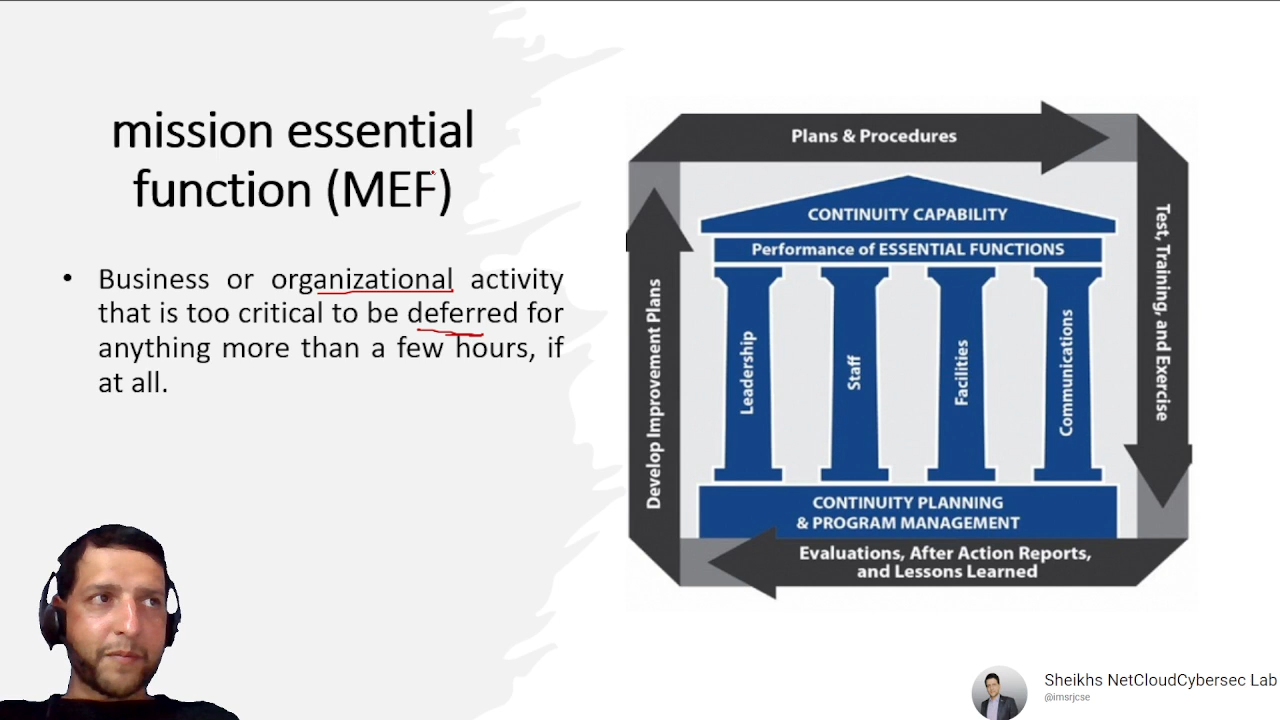 mission essential
function (MEF)
• Business or organizational activity
that is too critical to be deferred for
anything more than a few hours, if
at all.
Plans & Procedures
CONTINUITY CAPABILITY
Performance of ESSENTIAL FUNCTIONS
Leadership
Staff
Facilities
Communications
CONTINUITY PLANNING
& PROGRAM MANAGEMENT
Test, Training, and Exercise
Evaluations, After Action Reports,
and Lessons Learned
Develop Improvement Plans
Sheikhs NetCloudCybersec Lab
@imsrjcse